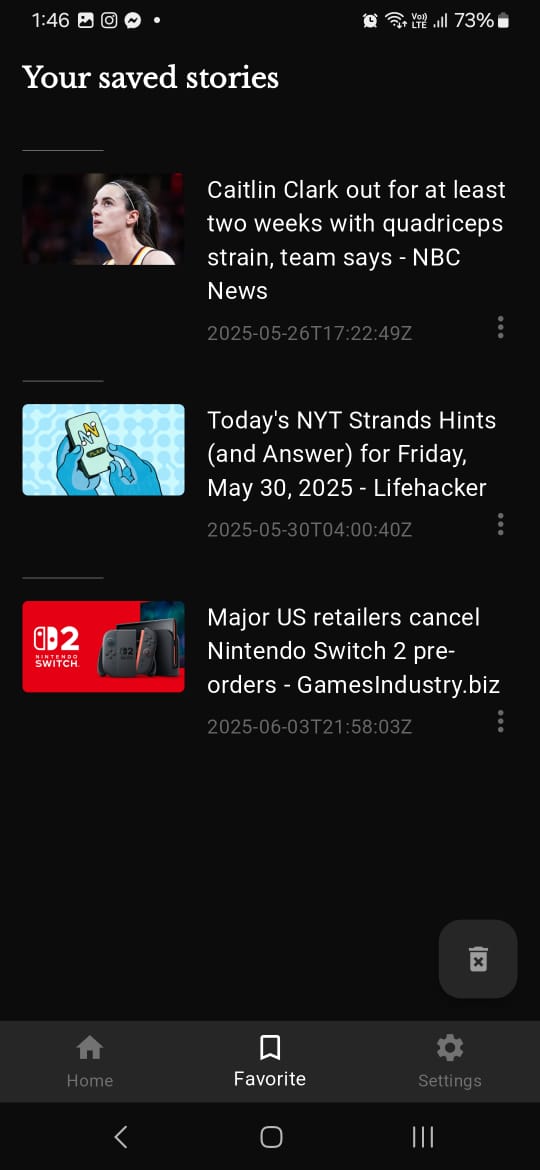 1:46
73%
Your saved stories
Caitlin Clark out for at least
two weeks with quadriceps
strain, team says - NBC
News
2025-05-26T17:22:49Z
Today's NYT Strands Hints
(and Answer) for Friday,
May 30, 2025 - Lifehacker
2025-05-30T04:00:40Z
2
NINTENDO
SWITCH.
Major US retailers cancel
Nintendo Switch 2 pre-
orders - GamesIndustry.biz
2025-06-03T21:58:03Z
Home
Favorite
Settings